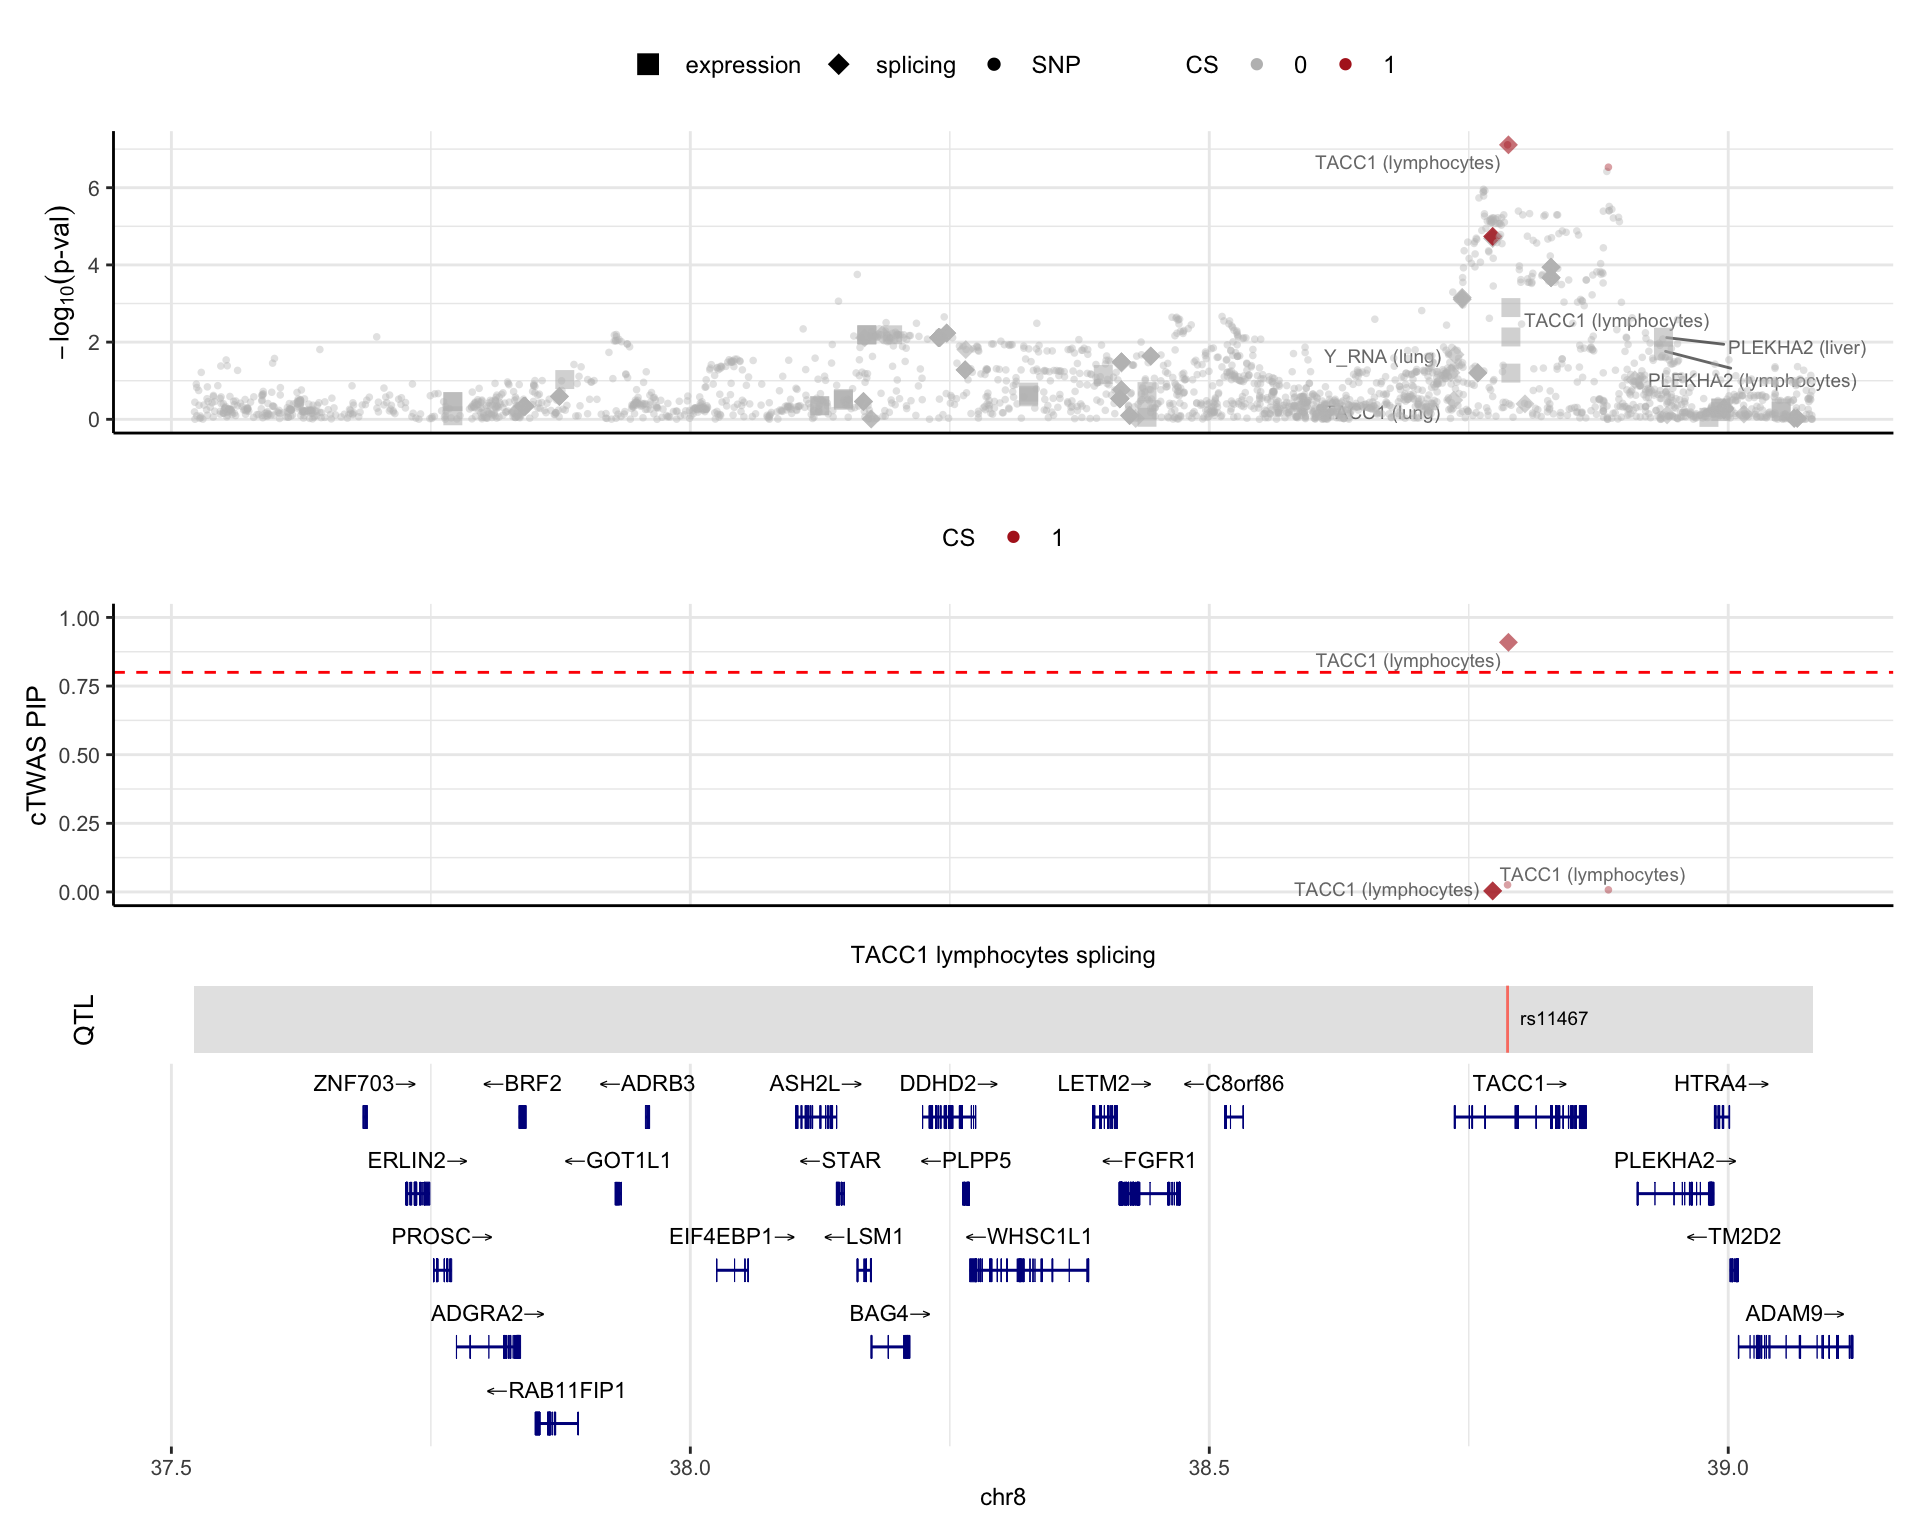 expression splicing SNP CS 0 1
−log10(p-val)
6
4
2
0
TACC1 (lymphocytes)
TACC1 (lymphocytes)
PLEKHA2 (liver)
Y_RNA (lung)
PLEKHA2 (lymphocytes)
TACC1 (lung)
CS 1
cTWAS PIP
1.00
0.75
0.50
0.25
0.00
TACC1 (lymphocytes)
TACC1 (lymphocytes)
TACC1 (lymphocytes)
TACC1 lymphocytes splicing
QTL
rs11467
ZNF703→ ←BRF2 ←ADRB3 ASH2L→ DDHD2→ LETM2→ ←C8orf86 TACC1→ HTRA4→
ERLIN2→ ←GOT1L1 ←STAR ←PLPP5 ←FGFR1 PLEKHA2→
PROSC→ EIF4EBP1→ ←LSM1 ←WHSC1L1 ←TM2D2
ADGRA2→ BAG4→ ADAM9→
←RAB11FIP1
37.5 38.0 38.5 39.0
chr8